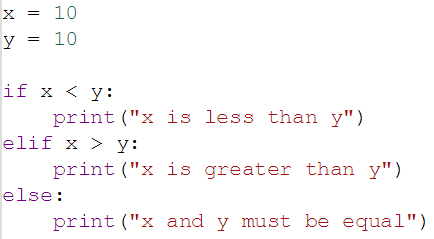 x = 10
y = 10
if x < y:
    print("x is less than y")
elif x > y:
    print("x is greater than y")
else:
    print("x and y must be equal")